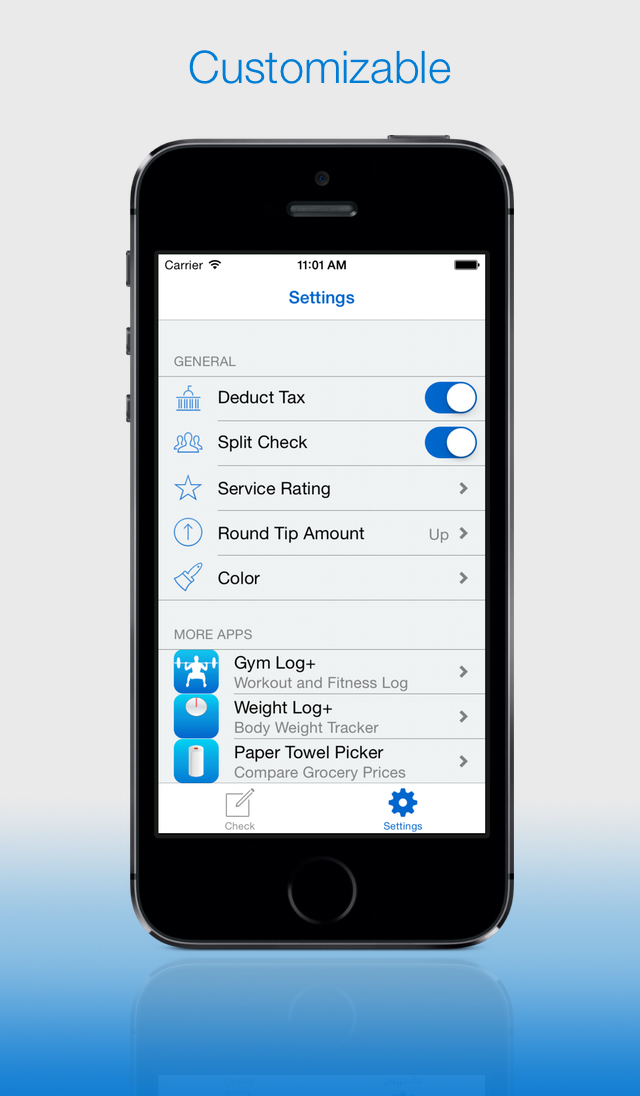 Customizable
Carrier 11:01 AM
Settings
GENERAL
Deduct Tax
Split Check
Service Rating
Round Tip Amount Up
Color
MORE APPS
Gym Log+
Workout and Fitness Log
Weight Log+
Body Weight Tracker
Paper Towel Picker
Compare Grocery Prices
Check Settings